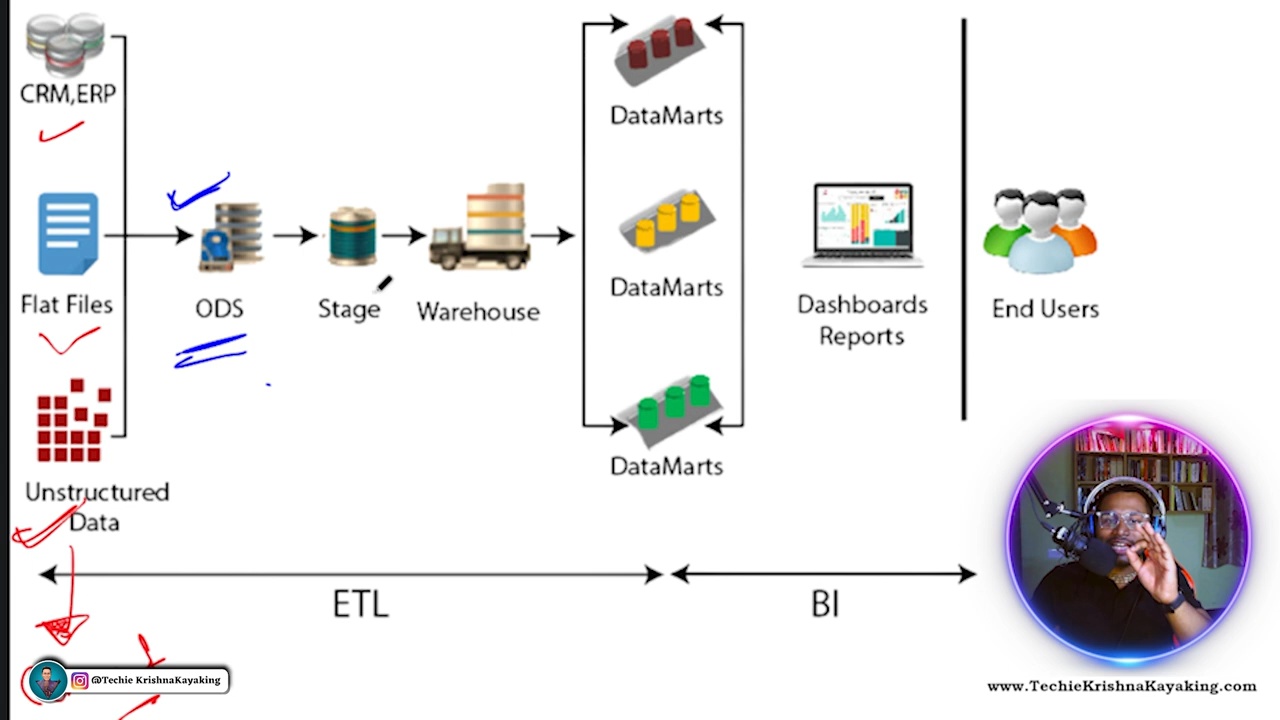 CRM,ERP
Flat Files
Unstructured
Data
ODS
Stage
Warehouse
DataMarts
DataMarts
DataMarts
Dashboards
Reports
End Users
ETL
BI
@Techie KrishnaKayaking
www.TechieKrishnaKayaking.com